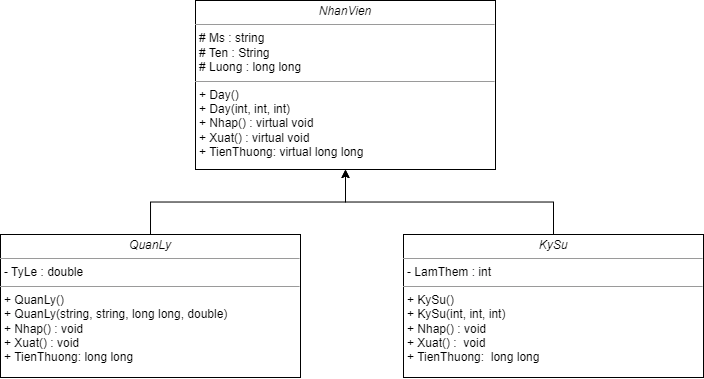 NhanVien
# Ms : string
# Ten : String
# Luong : long long
+ Day()
+ Day(int, int, int)
+ Nhap() : virtual void
+ Xuat() : virtual void
+ TienThuong: virtual long long
QuanLy
- TyLe : double
+ QuanLy()
+ QuanLy(string, string, long long, double)
+ Nhap() : void
+ Xuat() : void
+ TienThuong: long long
KySu
- LamThem : int
+ KySu()
+ KySu(int, int, int)
+ Nhap() : void
+ Xuat() :  void
+ TienThuong:  long long